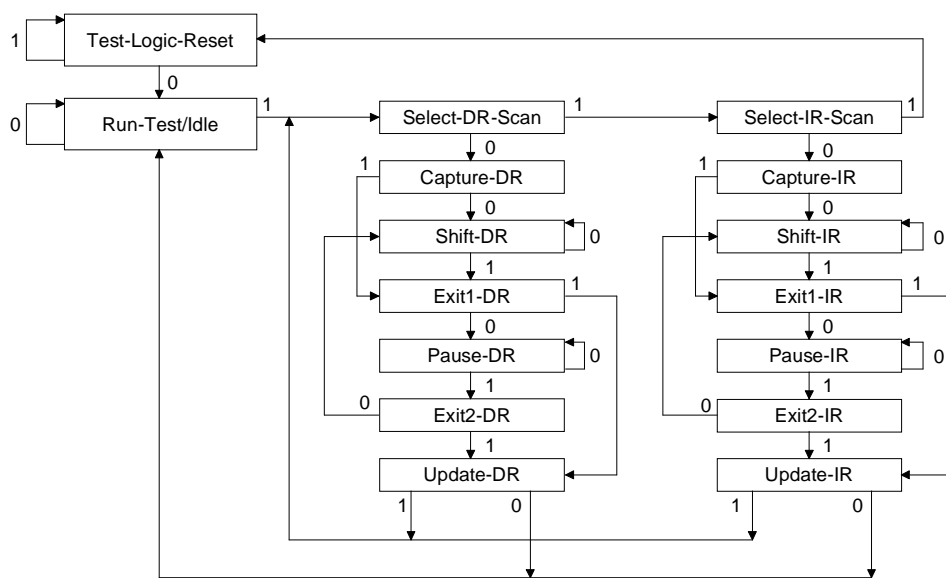 Test-Logic-Reset
1
0
Run-Test/Idle
0
1
Select-DR-Scan
1
Select-IR-Scan
1
0
0
1
Capture-DR
1
Capture-IR
0
0
Shift-DR
0
Shift-IR
0
1
1
Exit1-DR
1
Exit1-IR
1
0
0
Pause-DR
0
Pause-IR
0
1
1
0
Exit2-DR
0
Exit2-IR
1
1
Update-DR
Update-IR
1
0
1
0